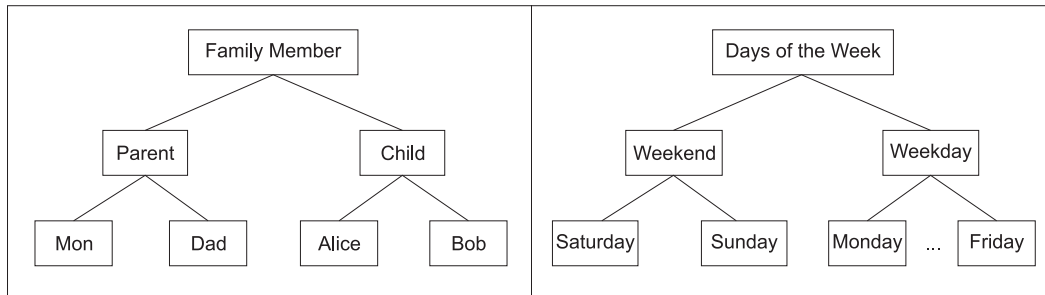 Family Member
Parent
Child
Mon
Dad
Alice
Bob
Days of the Week
Weekend
Weekday
Saturday
Sunday
Monday
...
Friday